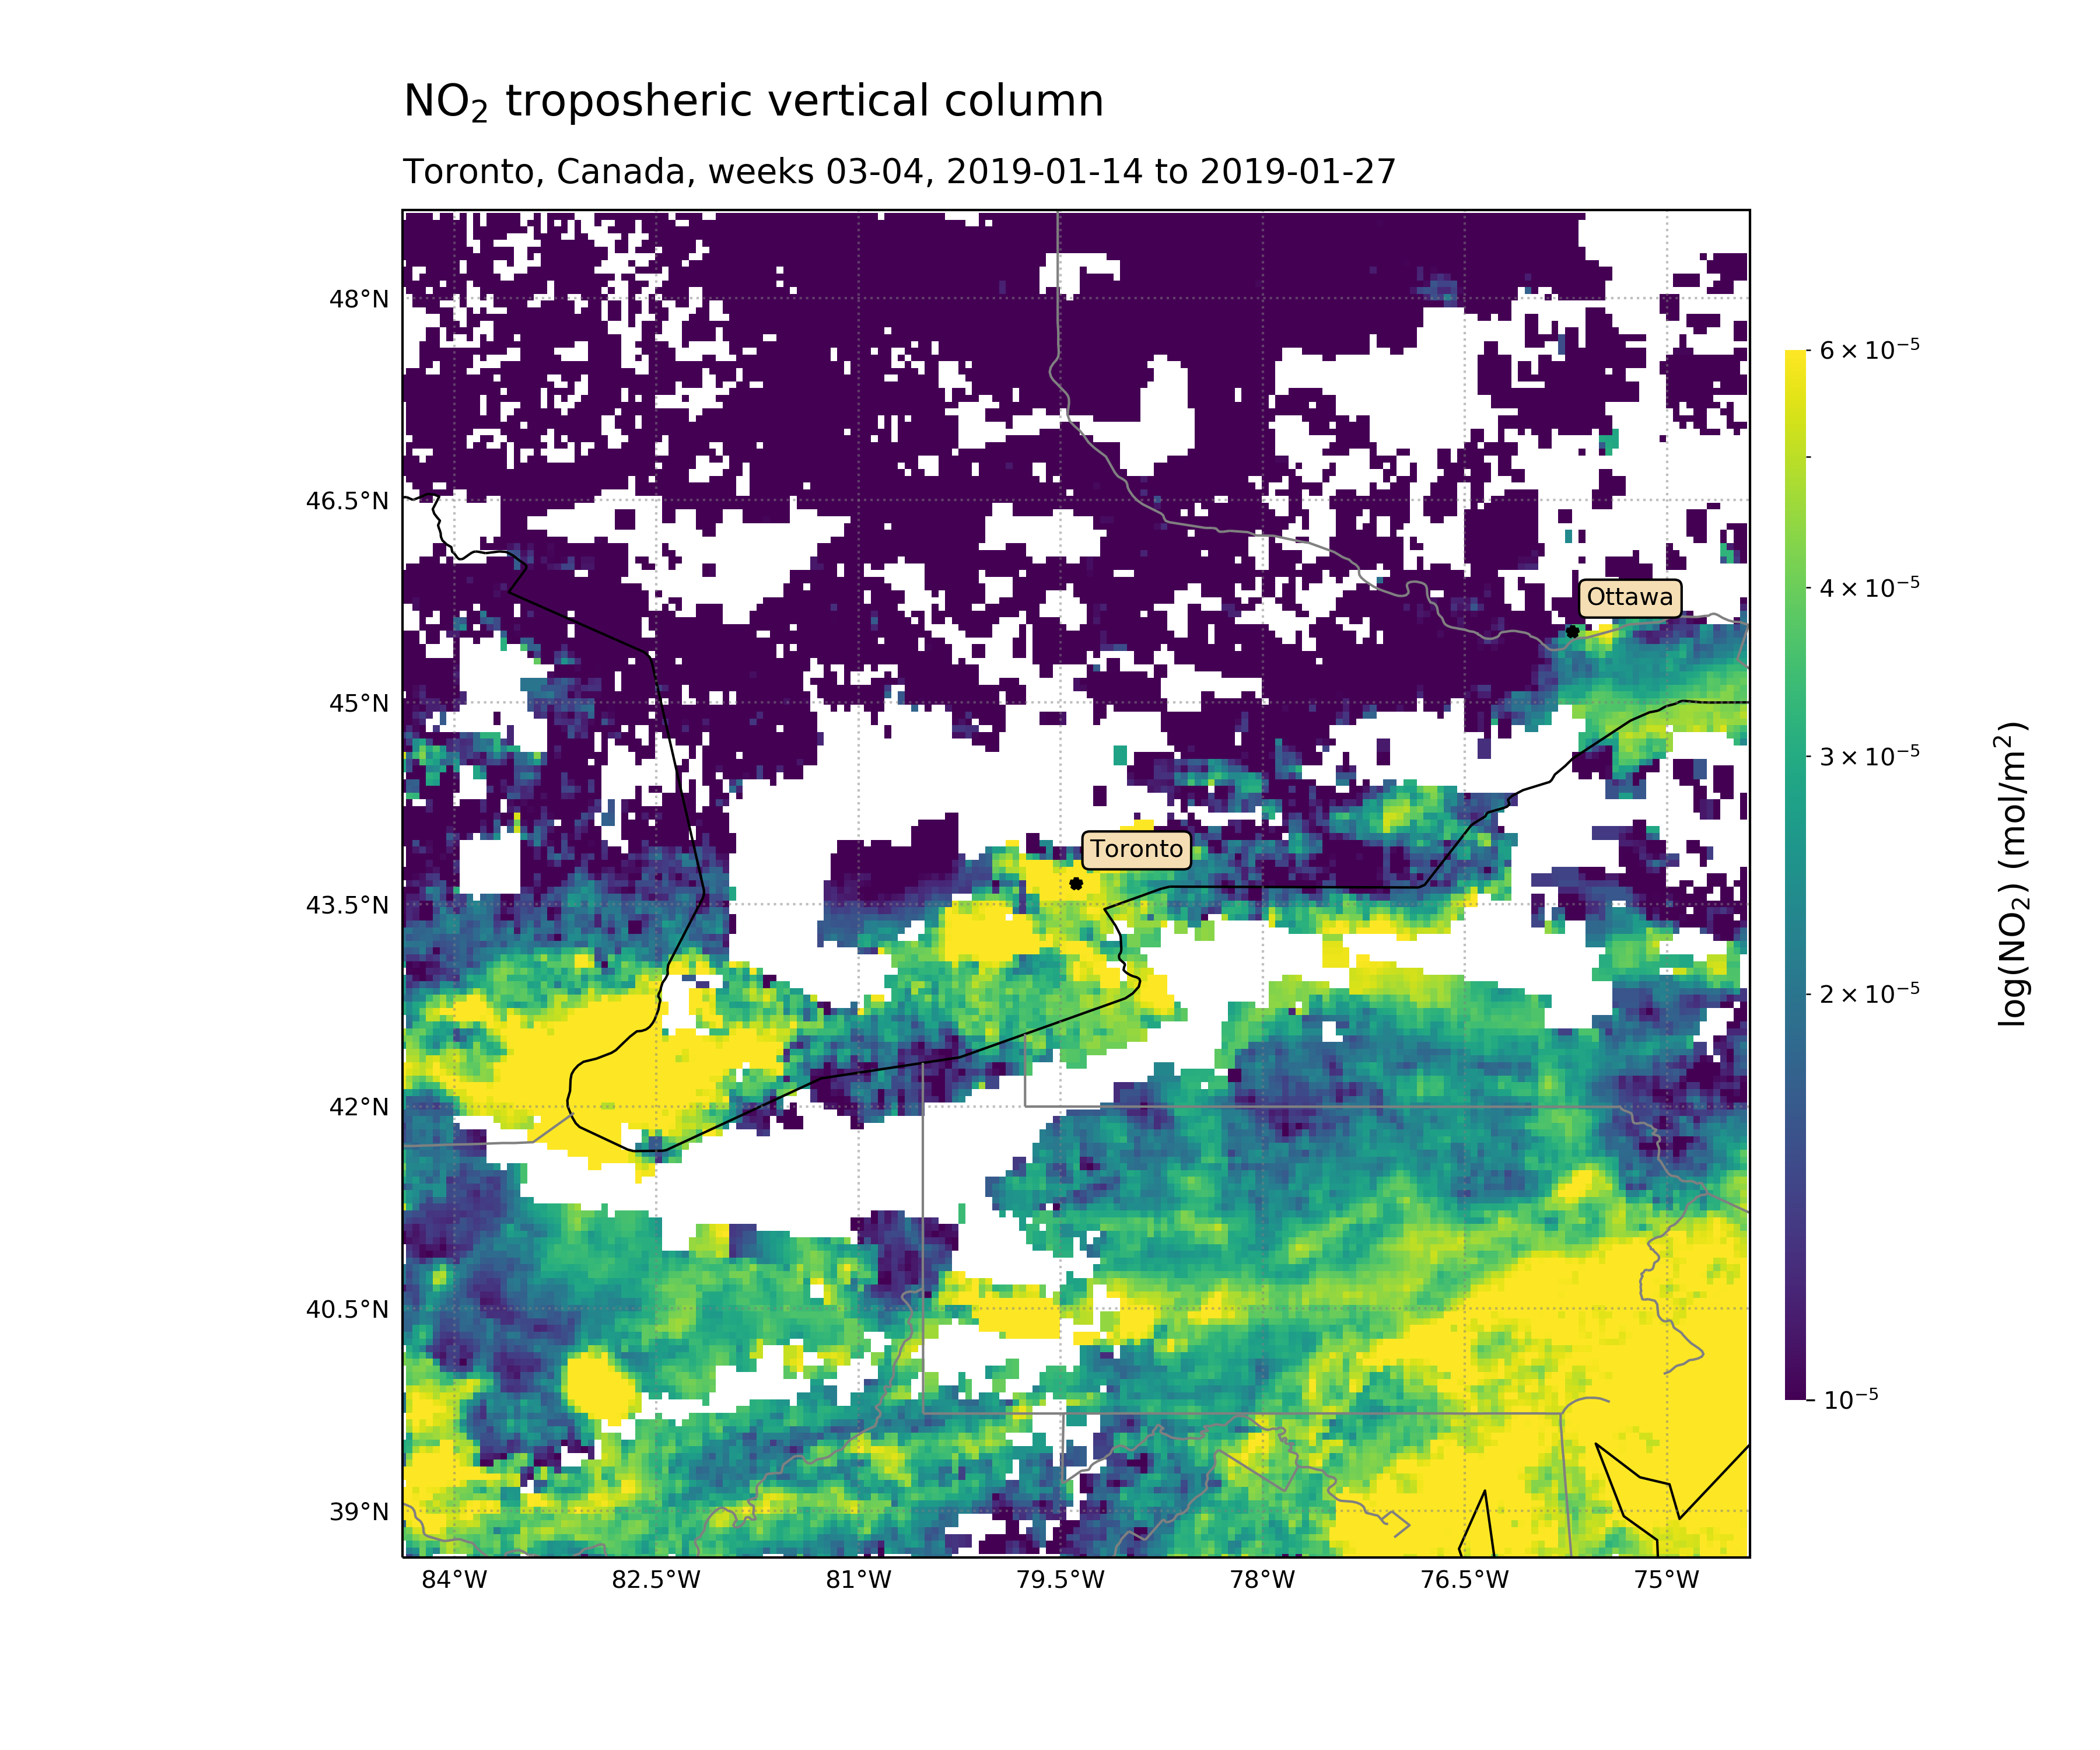 NO₂ troposheric vertical column
Toronto, Canada, weeks 03-04, 2019-01-14 to 2019-01-27
48°N
46.5°N
45°N
43.5°N
42°N
40.5°N
39°N
84°W 82.5°W 81°W 79.5°W 78°W 76.5°W 75°W
Ottawa
Toronto
6 × 10⁻⁵
4 × 10⁻⁵
3 × 10⁻⁵
2 × 10⁻⁵
10⁻⁵
log(NO₂) (mol/m²)